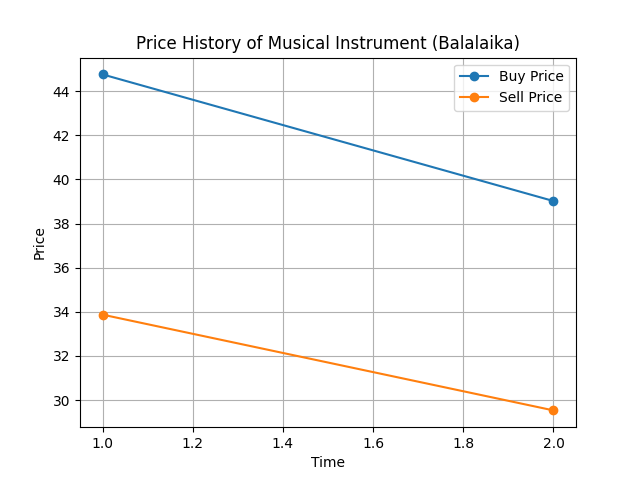 Price History of Musical Instrument (Balalaika)
Buy Price
Sell Price
Price
44
42
40
38
36
34
32
30
1.0 1.2 1.4 1.6 1.8 2.0
Time